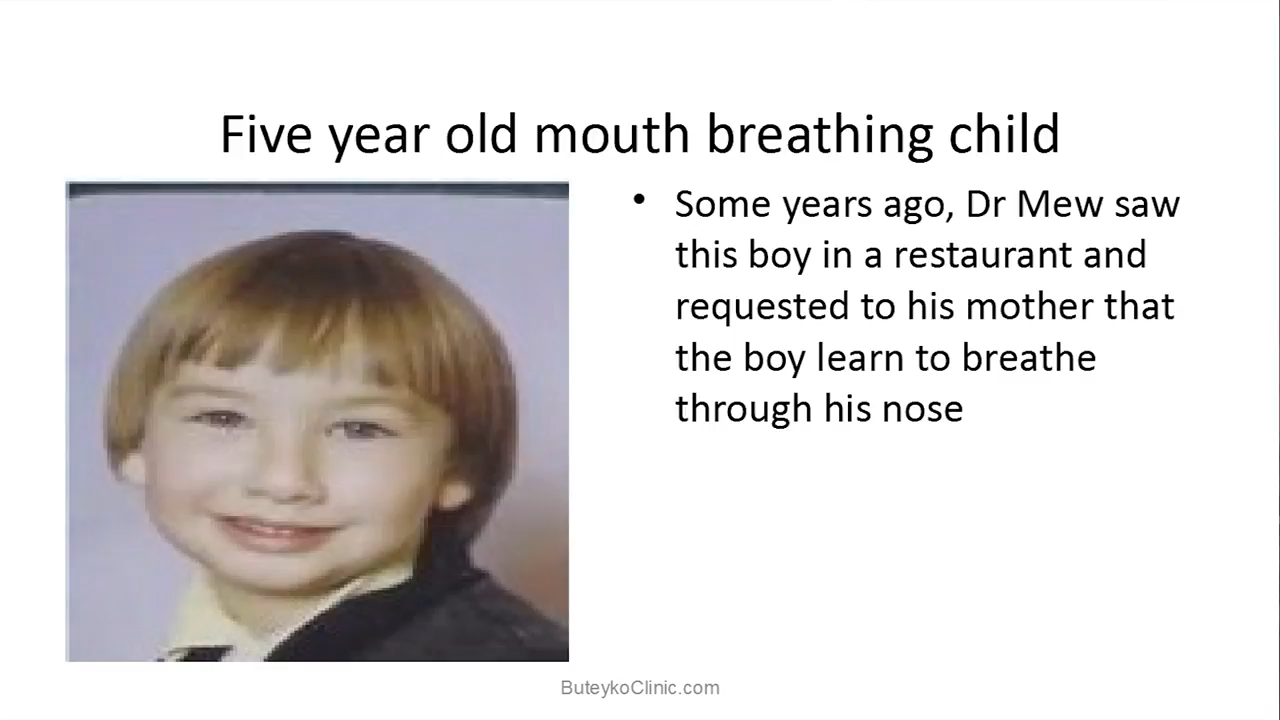 Five year old mouth breathing child
• Some years ago, Dr Mew saw
this boy in a restaurant and
requested to his mother that
the boy learn to breathe
through his nose
ButeykoClinic.com